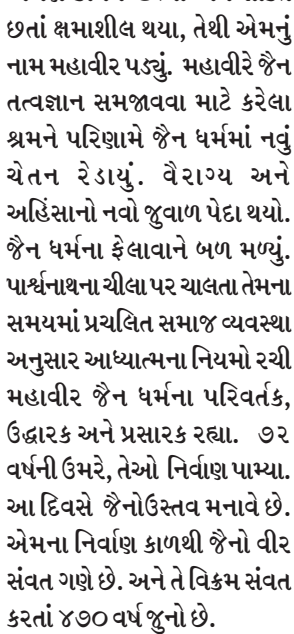 છતાં ક્ષમાશીલ થયા, તેથી એમનું
નામ મહાવીર પડ્યું. મહાવીરે જૈન
તત્વજ્ઞાન સમજાવવા માટે કરેલા
શ્રમને પરિણામે જૈન ધર્મમાં નવું
ચેતન રેડાયું. વૈરાગ્ય અને
અહિંસાનો નવો જુવાળ પેદા થયો.
જૈન ધર્મના ફેલાવાને બળ મળ્યું.
પાર્શ્વનાથના ચીલા પર ચાલતા તેમના
સમયમાં પ્રચલિત સમાજ વ્યવસ્થા
અનુસાર આધ્યાત્મના નિયમો રચી
મહાવીર જૈન ધર્મના પરિવર્તક,
ઉદ્ધારક અને પ્રસારક રહ્યા. ૭૨
વર્ષની ઉમરે, તેઓ નિર્વાણ પામ્યા.
આ દિવસે જૈનોઉસ્તવ મનાવે છે.
એમના નિર્વાણ કાળથી જૈનો વીર
સંવત ગણે છે. અને તે વિક્રમ સંવત
કરતાં ૪૭૦ વર્ષ જુનો છે.